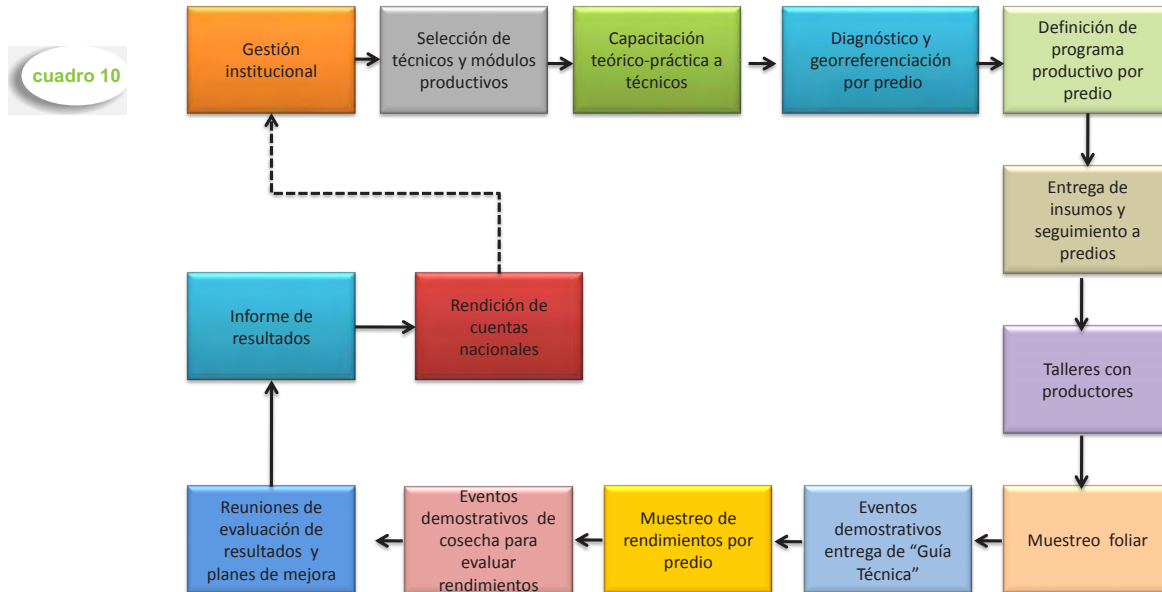 cuadro 10
Gestión
institucional
Selección de
técnicos y módulos
productivos
Capacitación
teórico-práctica a
técnicos
Diagnóstico y
georreferenciación
por predio
Definición de
programa
productivo por
predio
Entrega de
insumos y
seguimiento a
predios
Talleres con
productores
Muestreo foliar
Eventos
demostrativos
entrega de “Guía
Técnica”
Muestreo de
rendimientos por
predio
Eventos
demostrativos de
cosecha para
evaluar
rendimientos
Reuniones de
evaluación de
resultados y
planes de mejora
Informe de
resultados
Rendición de
cuentas
nacionales